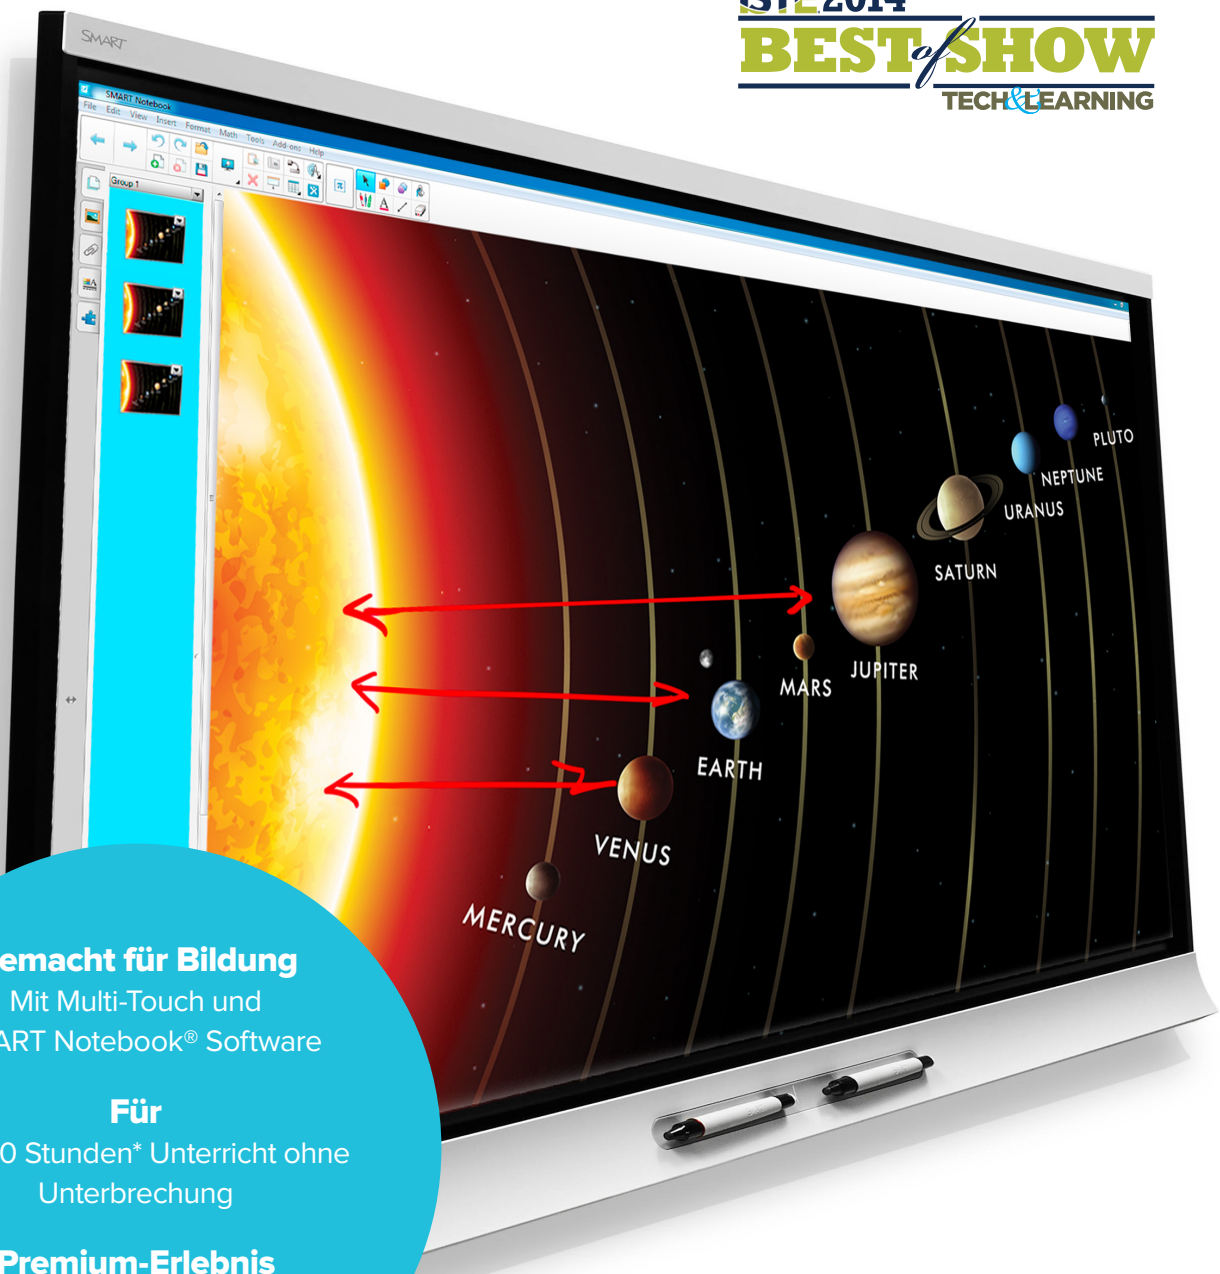 ISTE.2014
BEST of SHOW
TECH&LEARNING
SMART
SMART Notebook
File Edit View Insert Format Math Tools Add-ons Help
Group 1
PLUTO
NEPTUNE
URANUS
SATURN
JUPITER
MARS
EARTH
VENUS
MERCURY
emacht für Bildung
Mit Multi-Touch und
ART Notebook® Software
Für
0 Stunden* Unterricht ohne
Unterbrechung
Premium-Erlebnis